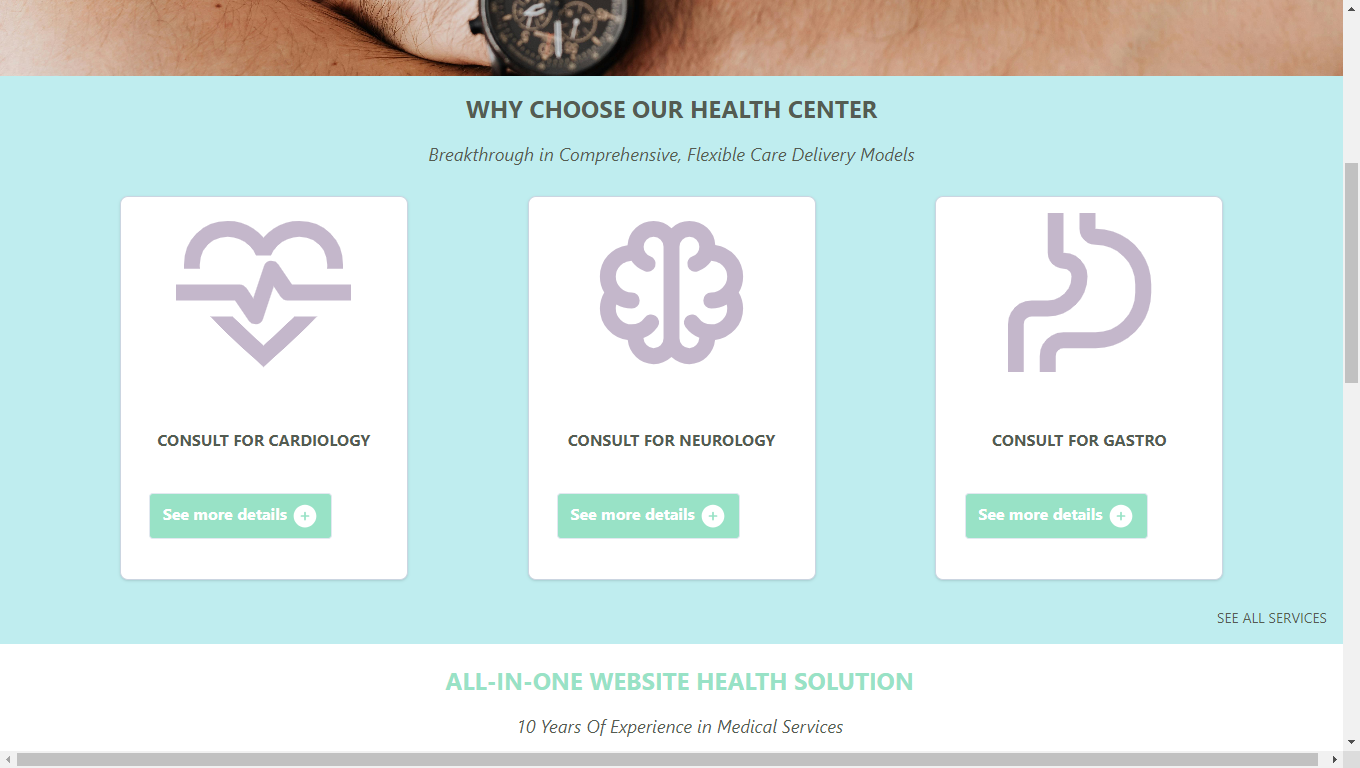 WHY CHOOSE OUR HEALTH CENTER
Breakthrough in Comprehensive, Flexible Care Delivery Models
CONSULT FOR CARDIOLOGY
CONSULT FOR NEUROLOGY
CONSULT FOR GASTRO
See more details
See more details
See more details
SEE ALL SERVICES
ALL-IN-ONE WEBSITE HEALTH SOLUTION
10 Years Of Experience in Medical Services